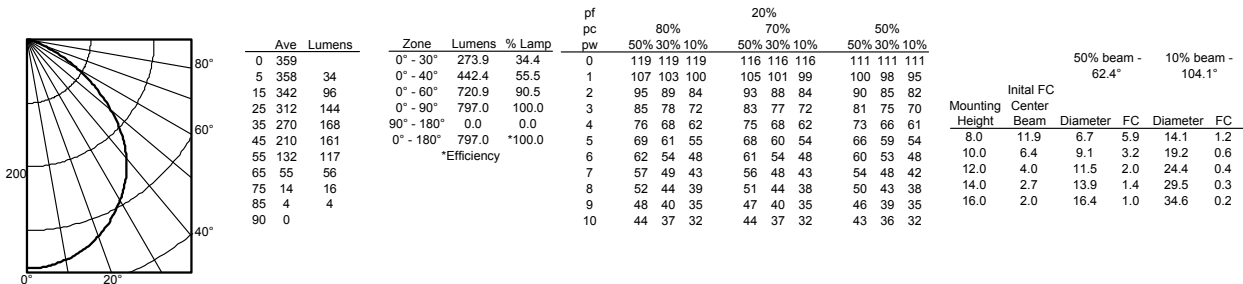 80°
60°
40°
20°
0°
200
Ave Lumens
0 359
5 358 34
15 342 96
25 312 144
35 270 168
45 210 161
55 132 117
65 55 56
75 14 16
85 4 4
90 0
Zone Lumens % Lamp
0° - 30° 273.9 34.4
0° - 40° 442.4 55.5
0° - 60° 720.9 90.5
0° - 90° 797.0 100.0
90° - 180° 0.0 0.0
0° - 180° 797.0 *100.0
*Efficiency
pf 20%
pc 80% 70% 50%
pw 50% 30% 10% 50% 30% 10% 50% 30% 10%
0 119 119 119 116 116 116 111 111 111
1 107 103 100 105 101 99 100 98 95
2 95 89 84 93 88 84 90 85 82
3 85 78 72 83 77 72 81 75 70
4 76 68 62 75 68 62 73 66 61
5 69 61 55 68 60 54 66 59 54
6 62 54 48 61 54 48 60 53 48
7 57 49 43 56 48 43 54 48 42
8 52 44 39 51 44 38 50 43 38
9 48 40 35 47 40 35 46 39 35
10 44 37 32 44 37 32 43 36 32
50% beam - 10% beam -
62.4° 104.1°
Inital FC
Mounting Center
Height Beam Diameter FC Diameter FC
8.0 11.9 6.7 5.9 14.1 1.2
10.0 6.4 9.1 3.2 19.2 0.6
12.0 4.0 11.5 2.0 24.4 0.4
14.0 2.7 13.9 1.4 29.5 0.3
16.0 2.0 16.4 1.0 34.6 0.2